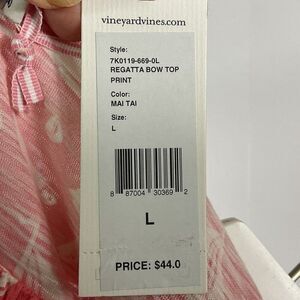 vineyardvines.com
Style:
7K0119-669-0L
REGATTA BOW TOP
PRINT
Color:
MAI TAI
Size:
L
8 87004 30369 2
L
PRICE: $44.0